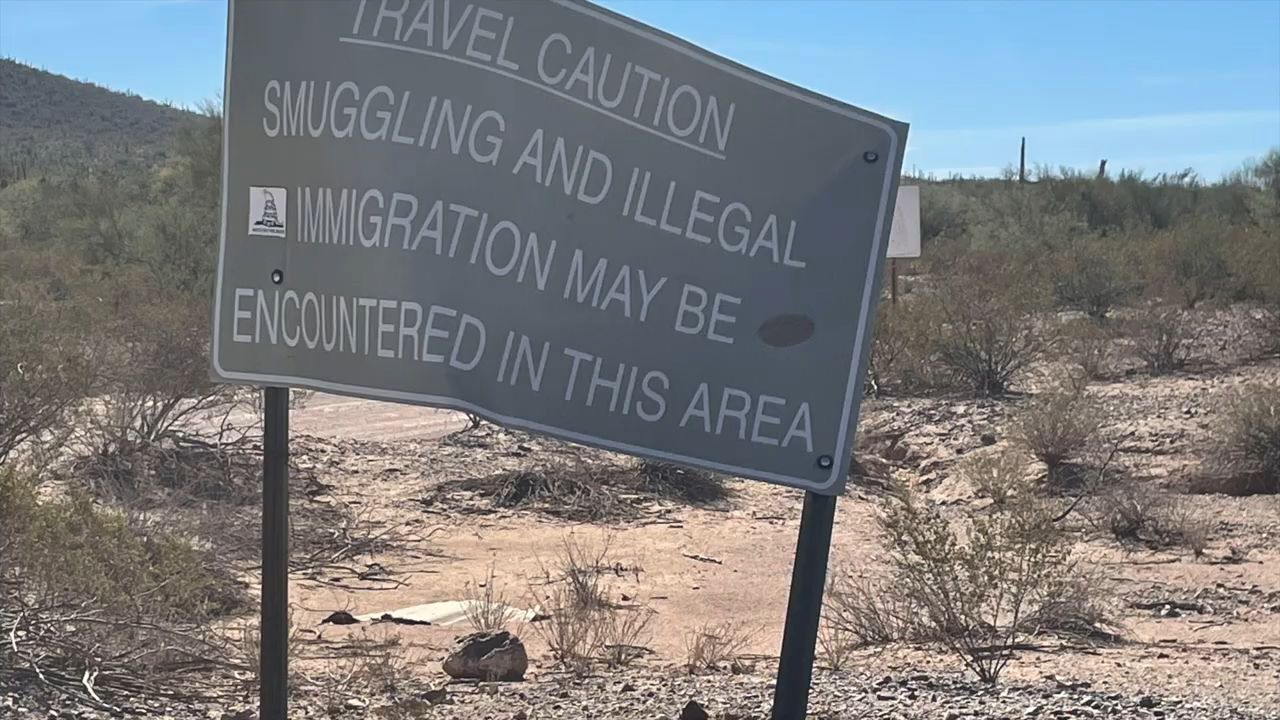 TRAVEL CAUTION
SMUGGLING AND ILLEGAL
IMMIGRATION MAY BE
ENCOUNTERED IN THIS AREA